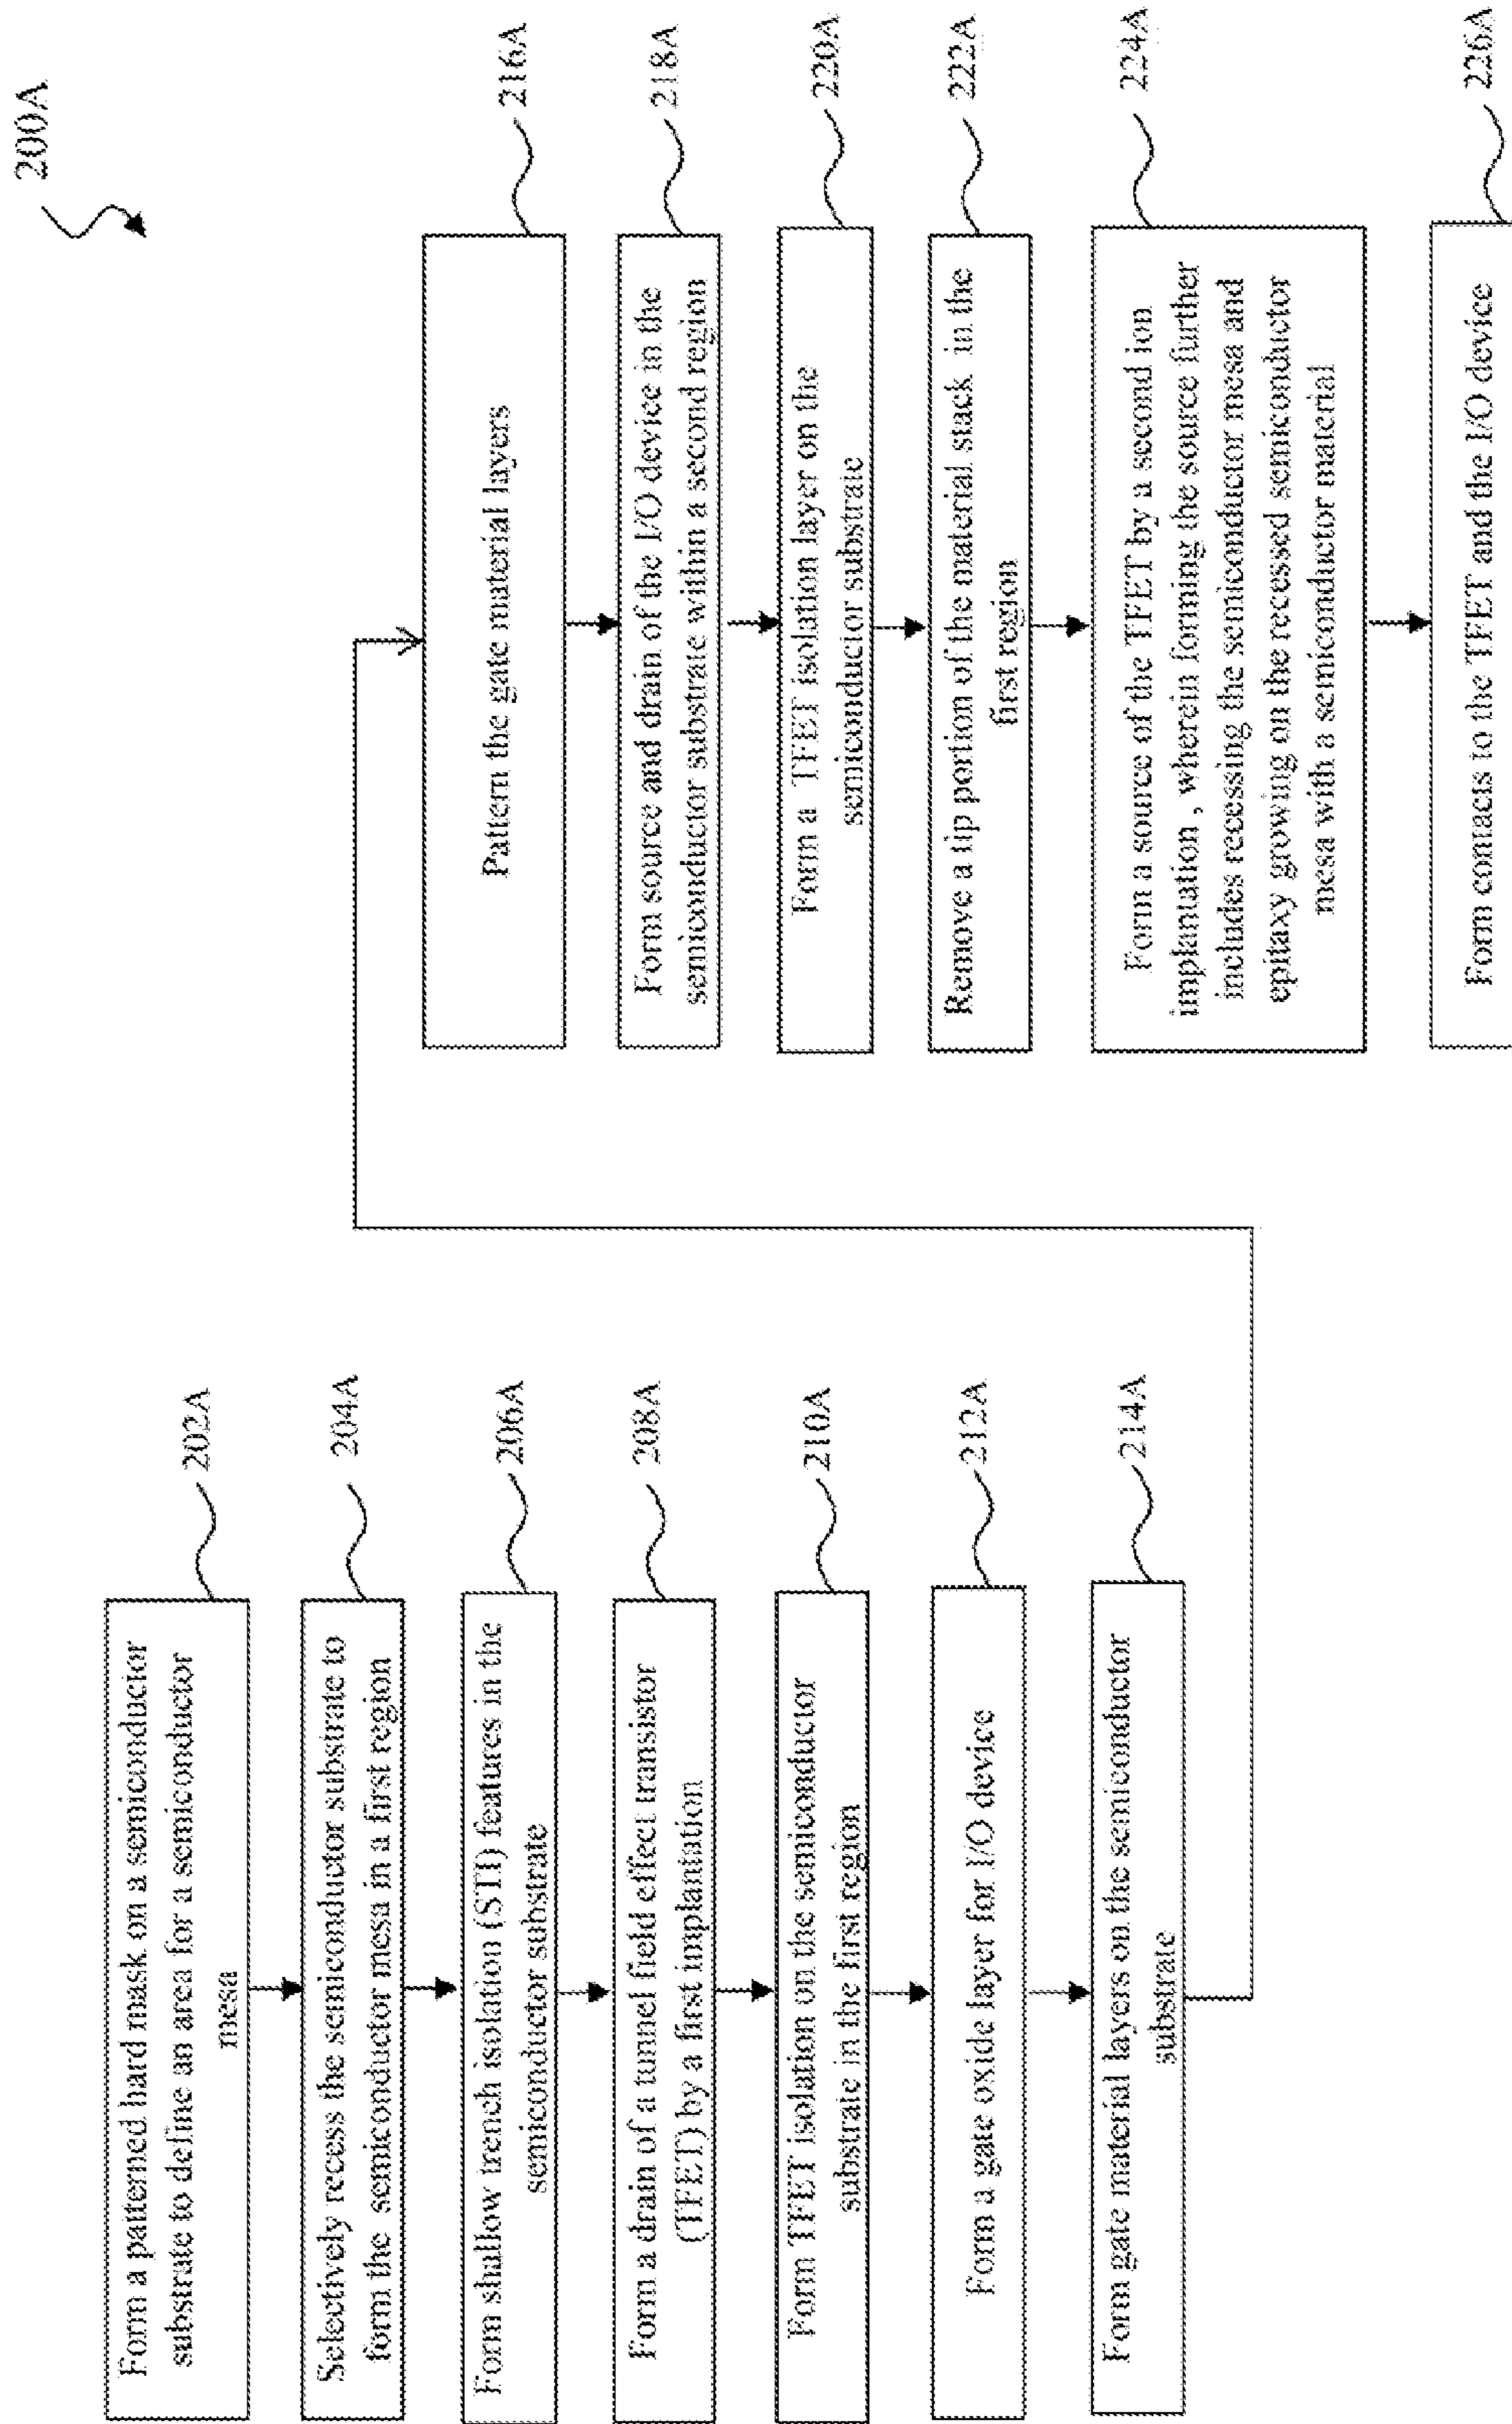 200A
Form a patterned hard mask on a semiconductor
substrate to define an area for a semiconductor
mesa
202A
Selectively recess the semiconductor substrate to
form the semiconductor mesa in a first region
204A
Form shallow trench isolation (STI) features in the
semiconductor substrate
206A
Form a drain of a tunnel field effect transistor
(TFET) by a first implantation
208A
Form TFET isolation on the semiconductor
substrate in the first region
210A
Form a gate oxide layer for I/O device
212A
Form gate material layers on the semiconductor
substrate
214A
Pattern the gate material layers
216A
Form source and drain of the I/O device in the
semiconductor substrate within a second region
218A
Form a TFET isolation layer on the
semiconductor substrate
220A
Remove a tip portion of the material stack in the
first region
222A
Form a source of the TFET by a second ion
implantation , wherein forming the source further
includes recessing the semiconductor mesa and
epitaxy growing on the recessed semiconductor
mesa with a semiconductor material
224A
Form contacts to the TFET and the I/O device
226A